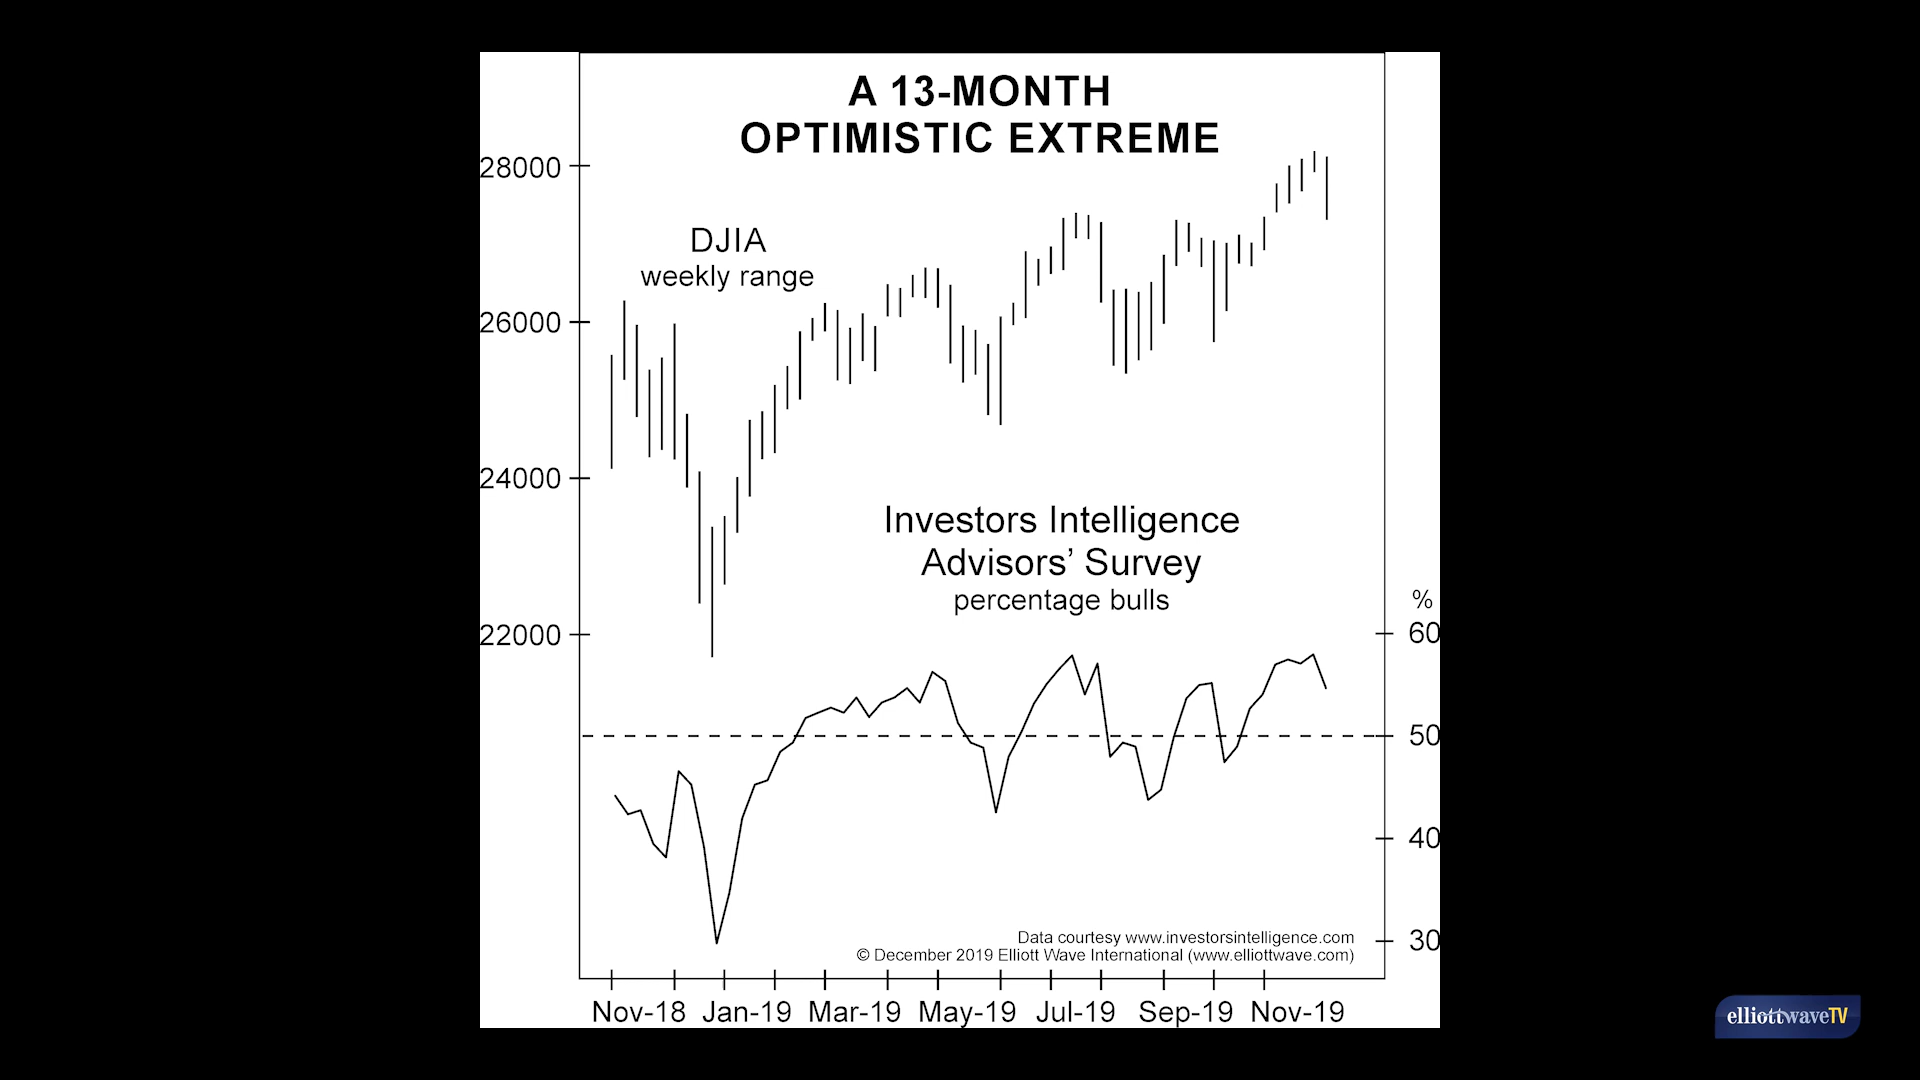 A 13-MONTH
OPTIMISTIC EXTREME
28000
DJIA
weekly range
26000
24000
Investors Intelligence
Advisors’ Survey
percentage bulls
%
22000
60
50
40
30
Data courtesy www.investorsintelligence.com
© December 2019 Elliott Wave International (www.elliottwave.com)
Nov-18 Jan-19 Mar-19 May-19 Jul-19 Sep-19 Nov-19
elliottwaveTV